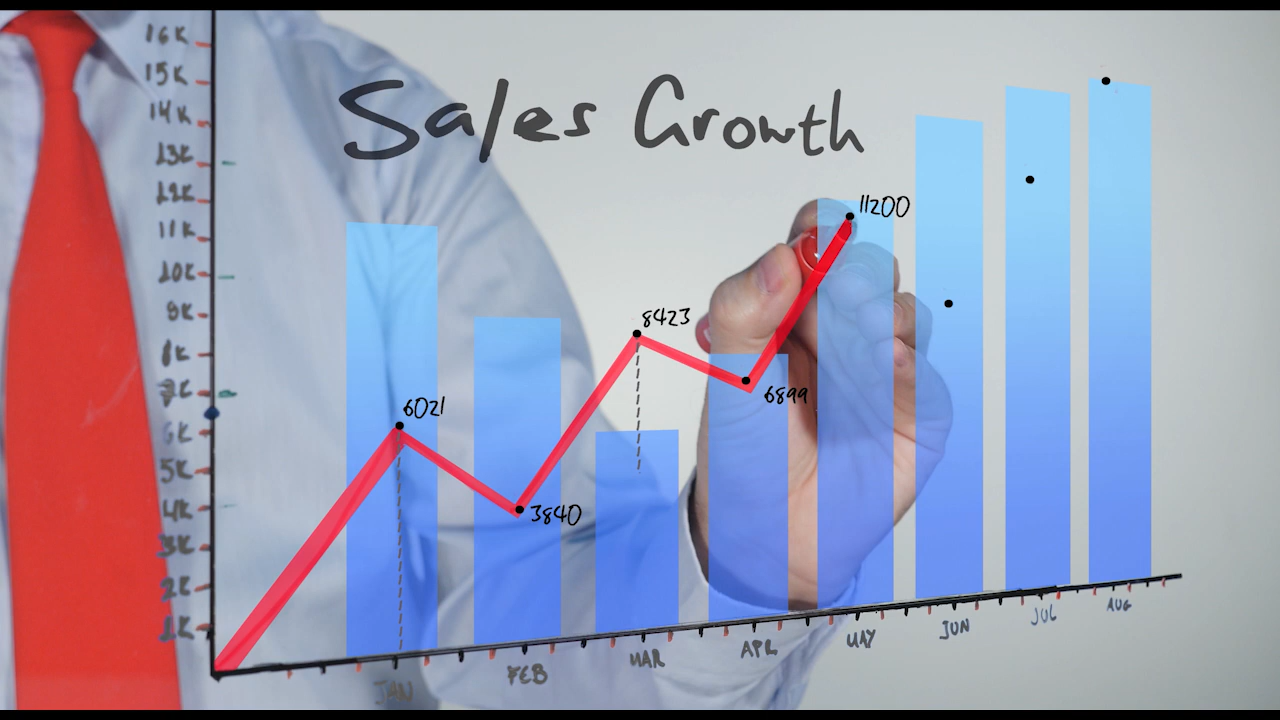 Sales Growth
16K
15K
14K
13K
12K
11K
10K
9K
8K
7K
6K
5K
4K
3K
2K
1K
6021
3840
8423
6899
11200
JAN
FEB
MAR
APR
MAY
JUN
JUL
AUG